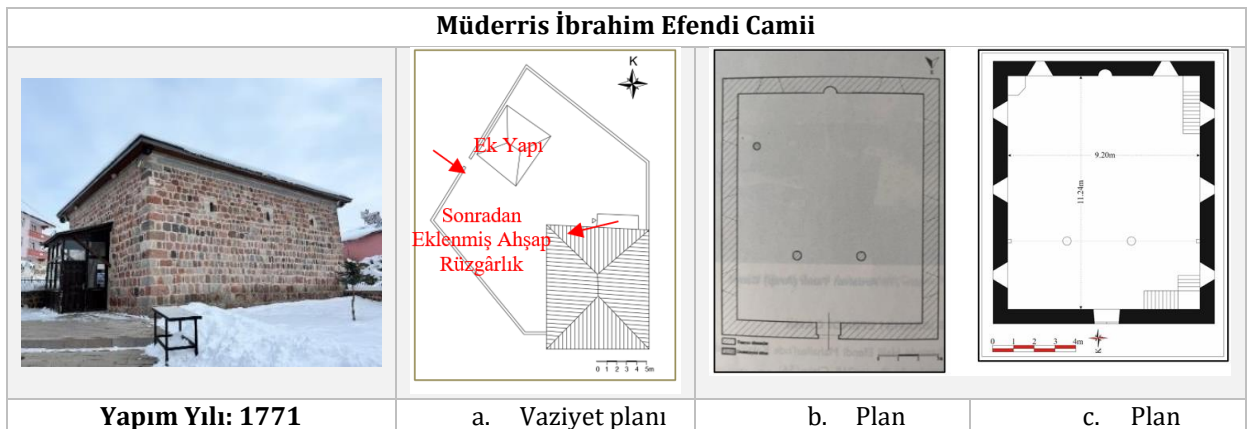 Müderris İbrahim Efendi Camii
K
Ek Yapı
Sonradan
Eklenmiş Ahşap
Rüzgârlık
0 1 2 3 4 5m
9.20m
11.24m
0 1 2 3 4m
K
Yapım Yılı: 1771
a. Vaziyet planı
b. Plan
c. Plan